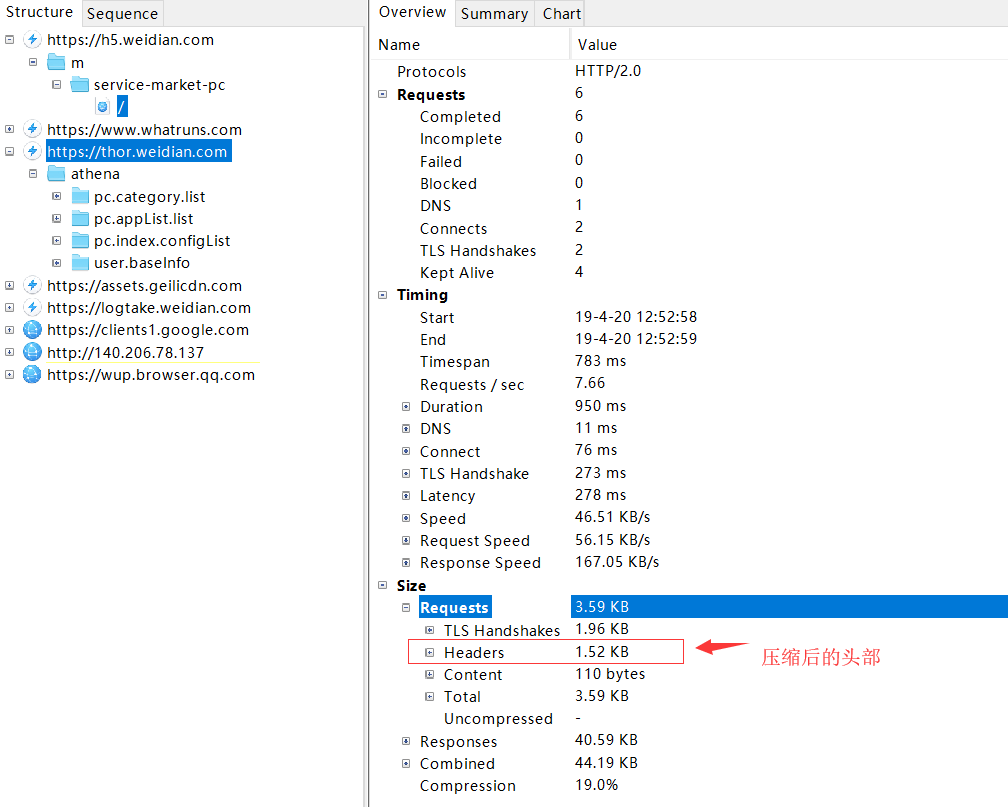 Structure Sequence
https://h5.weidian.com
m
service-market-pc
/
https://www.whatruns.com
https://thor.weidian.com
athena
pc.category.list
pc.appList.list
pc.index.configList
user.baseInfo
https://assets.geilicdn.com
https://logtake.weidian.com
https://clients1.google.com
http://140.206.78.137
https://wup.browser.qq.com
Overview Summary Chart
Name Value
Protocols HTTP/2.0
Requests 6
Completed 6
Incomplete 0
Failed 0
Blocked 0
DNS 1
Connects 2
TLS Handshakes 2
Kept Alive 4
Timing
Start 19-4-20 12:52:58
End 19-4-20 12:52:59
Timespan 783 ms
Requests / sec 7.66
Duration 950 ms
DNS 11 ms
Connect 76 ms
TLS Handshake 273 ms
Latency 278 ms
Speed 46.51 KB/s
Request Speed 56.15 KB/s
Response Speed 167.05 KB/s
Size
Requests 3.59 KB
TLS Handshakes 1.96 KB
Headers 1.52 KB
压缩后的头部
Content 110 bytes
Total 3.59 KB
Uncompressed -
Responses 40.59 KB
Combined 44.19 KB
Compression 19.0%